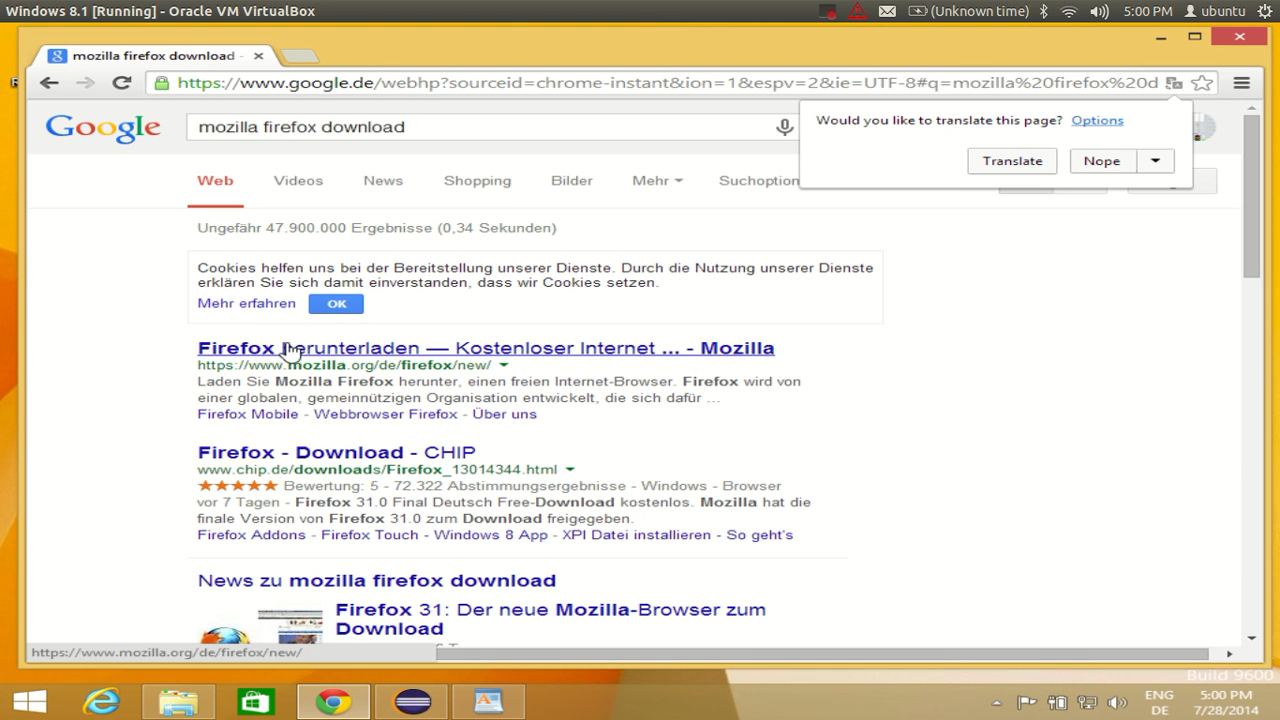 Windows 8.1 [Running] - Oracle VM VirtualBox
(Unknown time) 5:00 PM ubuntu
mozilla firefox download -
https://www.google.de/webhp?sourceid=chrome-instant&ion=1&espv=2&ie=UTF-8#q=mozilla%20firefox%20d
Google
mozilla firefox download
Would you like to translate this page? Options
Translate
Nope
Web Videos News Shopping Bilder Mehr Suchoption
Ungefähr 47.900.000 Ergebnisse (0,34 Sekunden)
Cookies helfen uns bei der Bereitstellung unserer Dienste. Durch die Nutzung unserer Dienste
erklären Sie sich damit einverstanden, dass wir Cookies setzen.
Mehr erfahren OK
Firefox herunterladen — Kostenloser Internet ... - Mozilla
https://www.mozilla.org/de/firefox/new/
Laden Sie Mozilla Firefox herunter, einen freien Internet-Browser. Firefox wird von
einer globalen, gemeinnützigen Organisation entwickelt, die sich dafür ...
Firefox Mobile - Webbrowser Firefox - Über uns
Firefox - Download - CHIP
www.chip.de/downloads/Firefox_13014344.html
Bewertung: 5 - 72.322 Abstimmungsergebnisse - Windows - Browser
vor 7 Tagen - Firefox 31.0 Final Deutsch Free-Download kostenlos. Mozilla hat die
finale Version von Firefox 31.0 zum Download freigegeben.
Firefox Addons - Firefox Touch - Windows 8 App - XPI Datei installieren - So geht's
News zu mozilla firefox download
Firefox 31: Der neue Mozilla-Browser zum
Download
https://www.mozilla.org/de/firefox/new/
Build 9600
ENG 5:00 PM
DE 7/28/2014